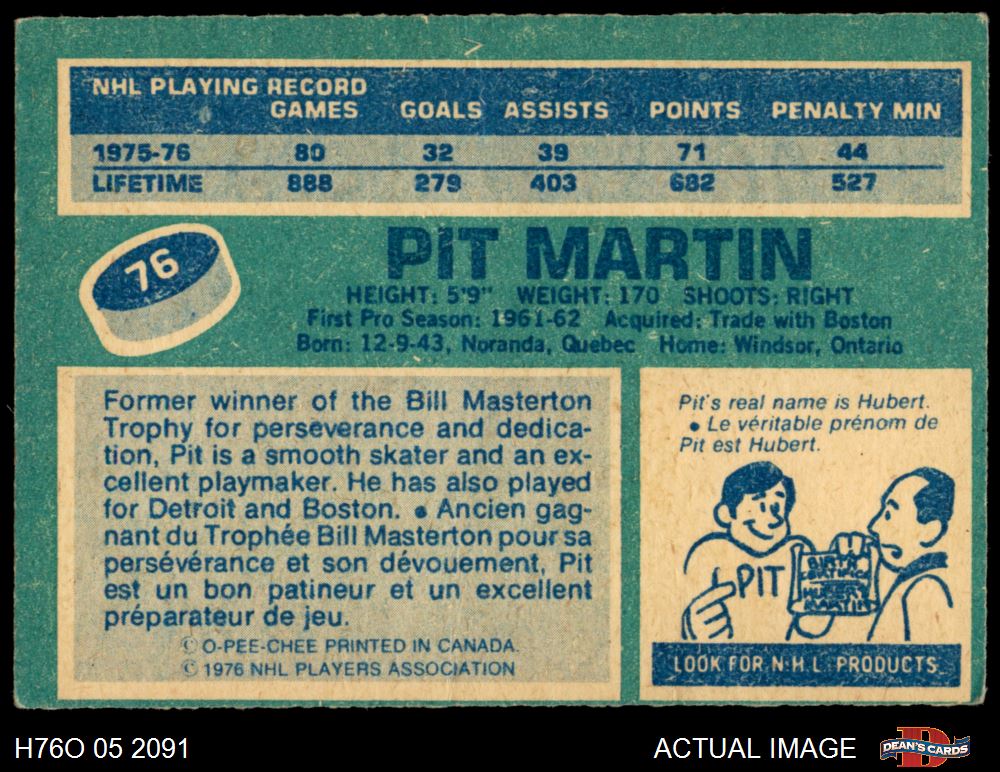 NHL PLAYING RECORD
GAMES GOALS ASSISTS POINTS PENALTY MIN
1975-76 80 32 39 71 44
LIFETIME 888 279 403 682 527
76
PIT MARTIN
HEIGHT: 5'9" WEIGHT: 170 SHOOTS: RIGHT
First Pro Season: 1961-62 Acquired: Trade with Boston
Born: 12-9-43, Noranda, Quebec Home: Windsor, Ontario
Former winner of the Bill Masterton
Trophy for perseverance and dedica-
tion, Pit is a smooth skater and an ex-
cellent playmaker. He has also played
for Detroit and Boston. • Ancien gag-
nant du Trophée Bill Masterton pour sa
persévérance et son dévouement, Pit
est un bon patineur et un excellent
préparateur de jeu.
© O-PEE-CHEE PRINTED IN CANADA.
© 1976 NHL PLAYERS ASSOCIATION
Pit's real name is Hubert.
• Le véritable prénom de
Pit est Hubert.
PIT
BIRTH
HUBERT
MARTIN
LOOK FOR N.H.L. PRODUCTS
H76O 05 2091
ACTUAL IMAGE
D
DEAN'S CARDS